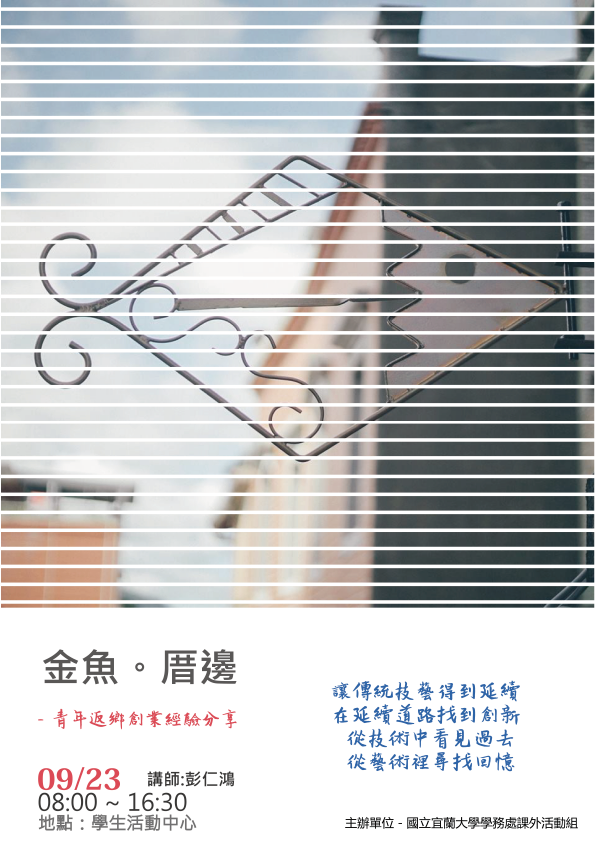 金魚。厝邊
- 青年返鄉創業經驗分享
讓傳統技藝得到延續
在延續道路找到創新
從技術中看見過去
從藝術裡尋找回憶
09/23 講師:彭仁鴻
08:00 ~ 16:30
地點：學生活動中心
主辦單位 - 國立宜蘭大學學務處課外活動組